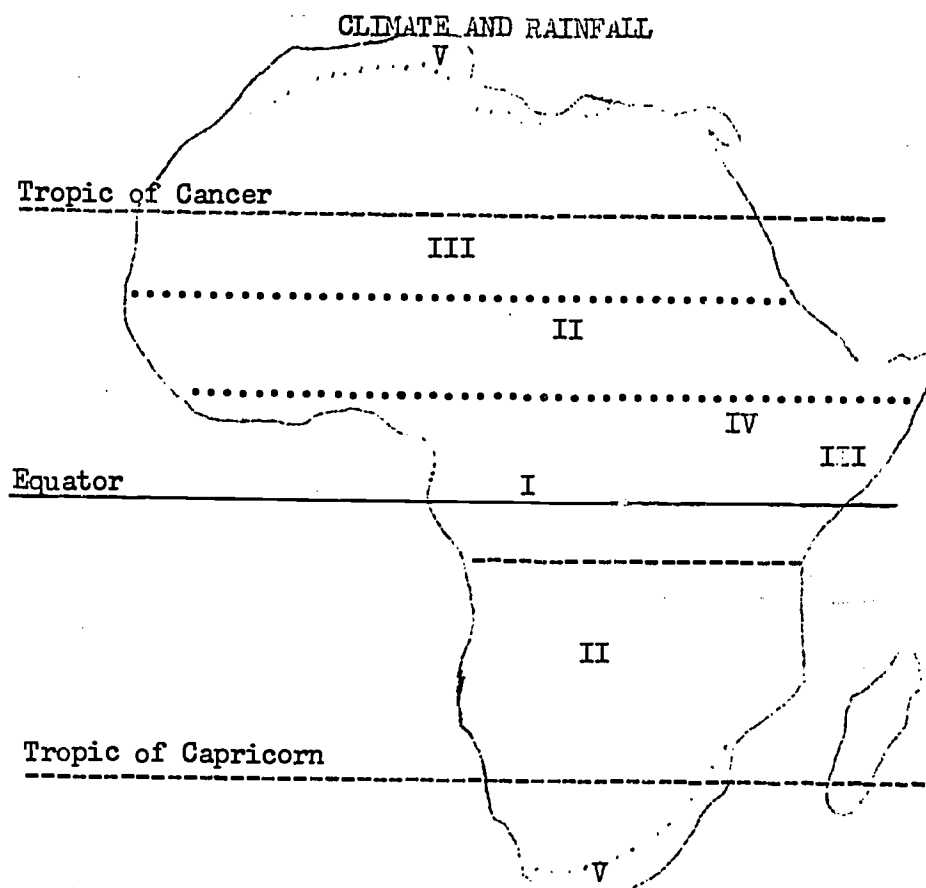 CLIMATE AND RAINFALL
V
Tropic of Cancer
III
II
IV
III
Equator
I
II
Tropic of Capricorn
V